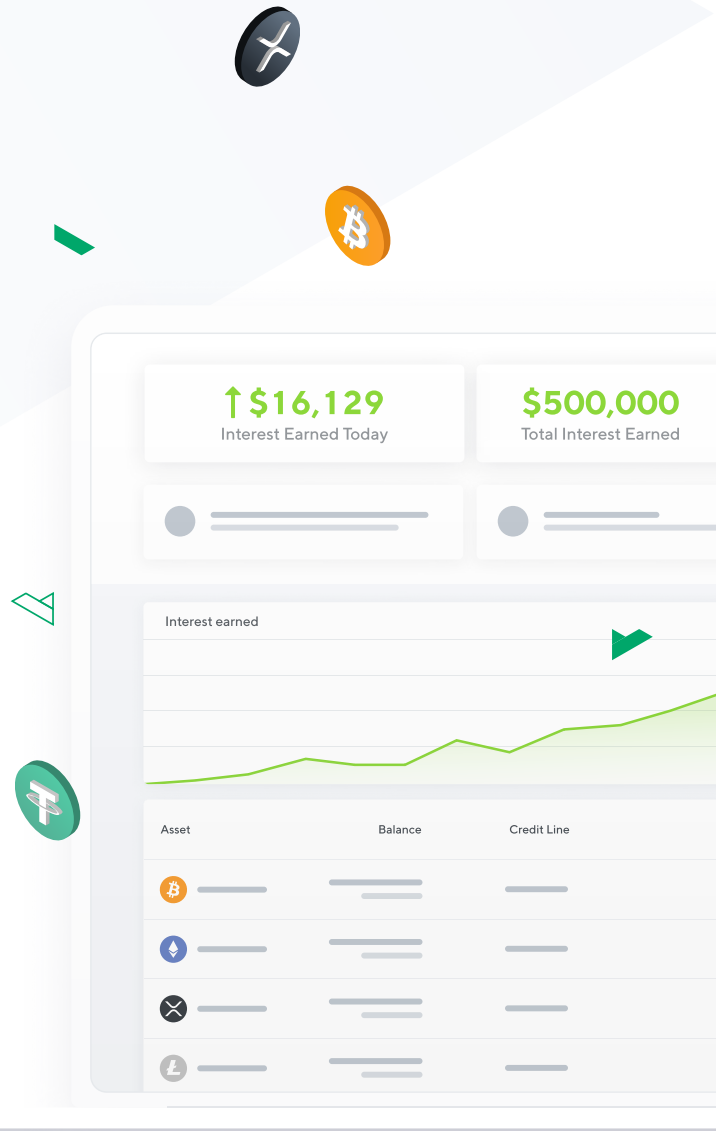 ↑$16,129
Interest Earned Today
$500,000
Total Interest Earned
Interest earned
Asset Balance Credit Line